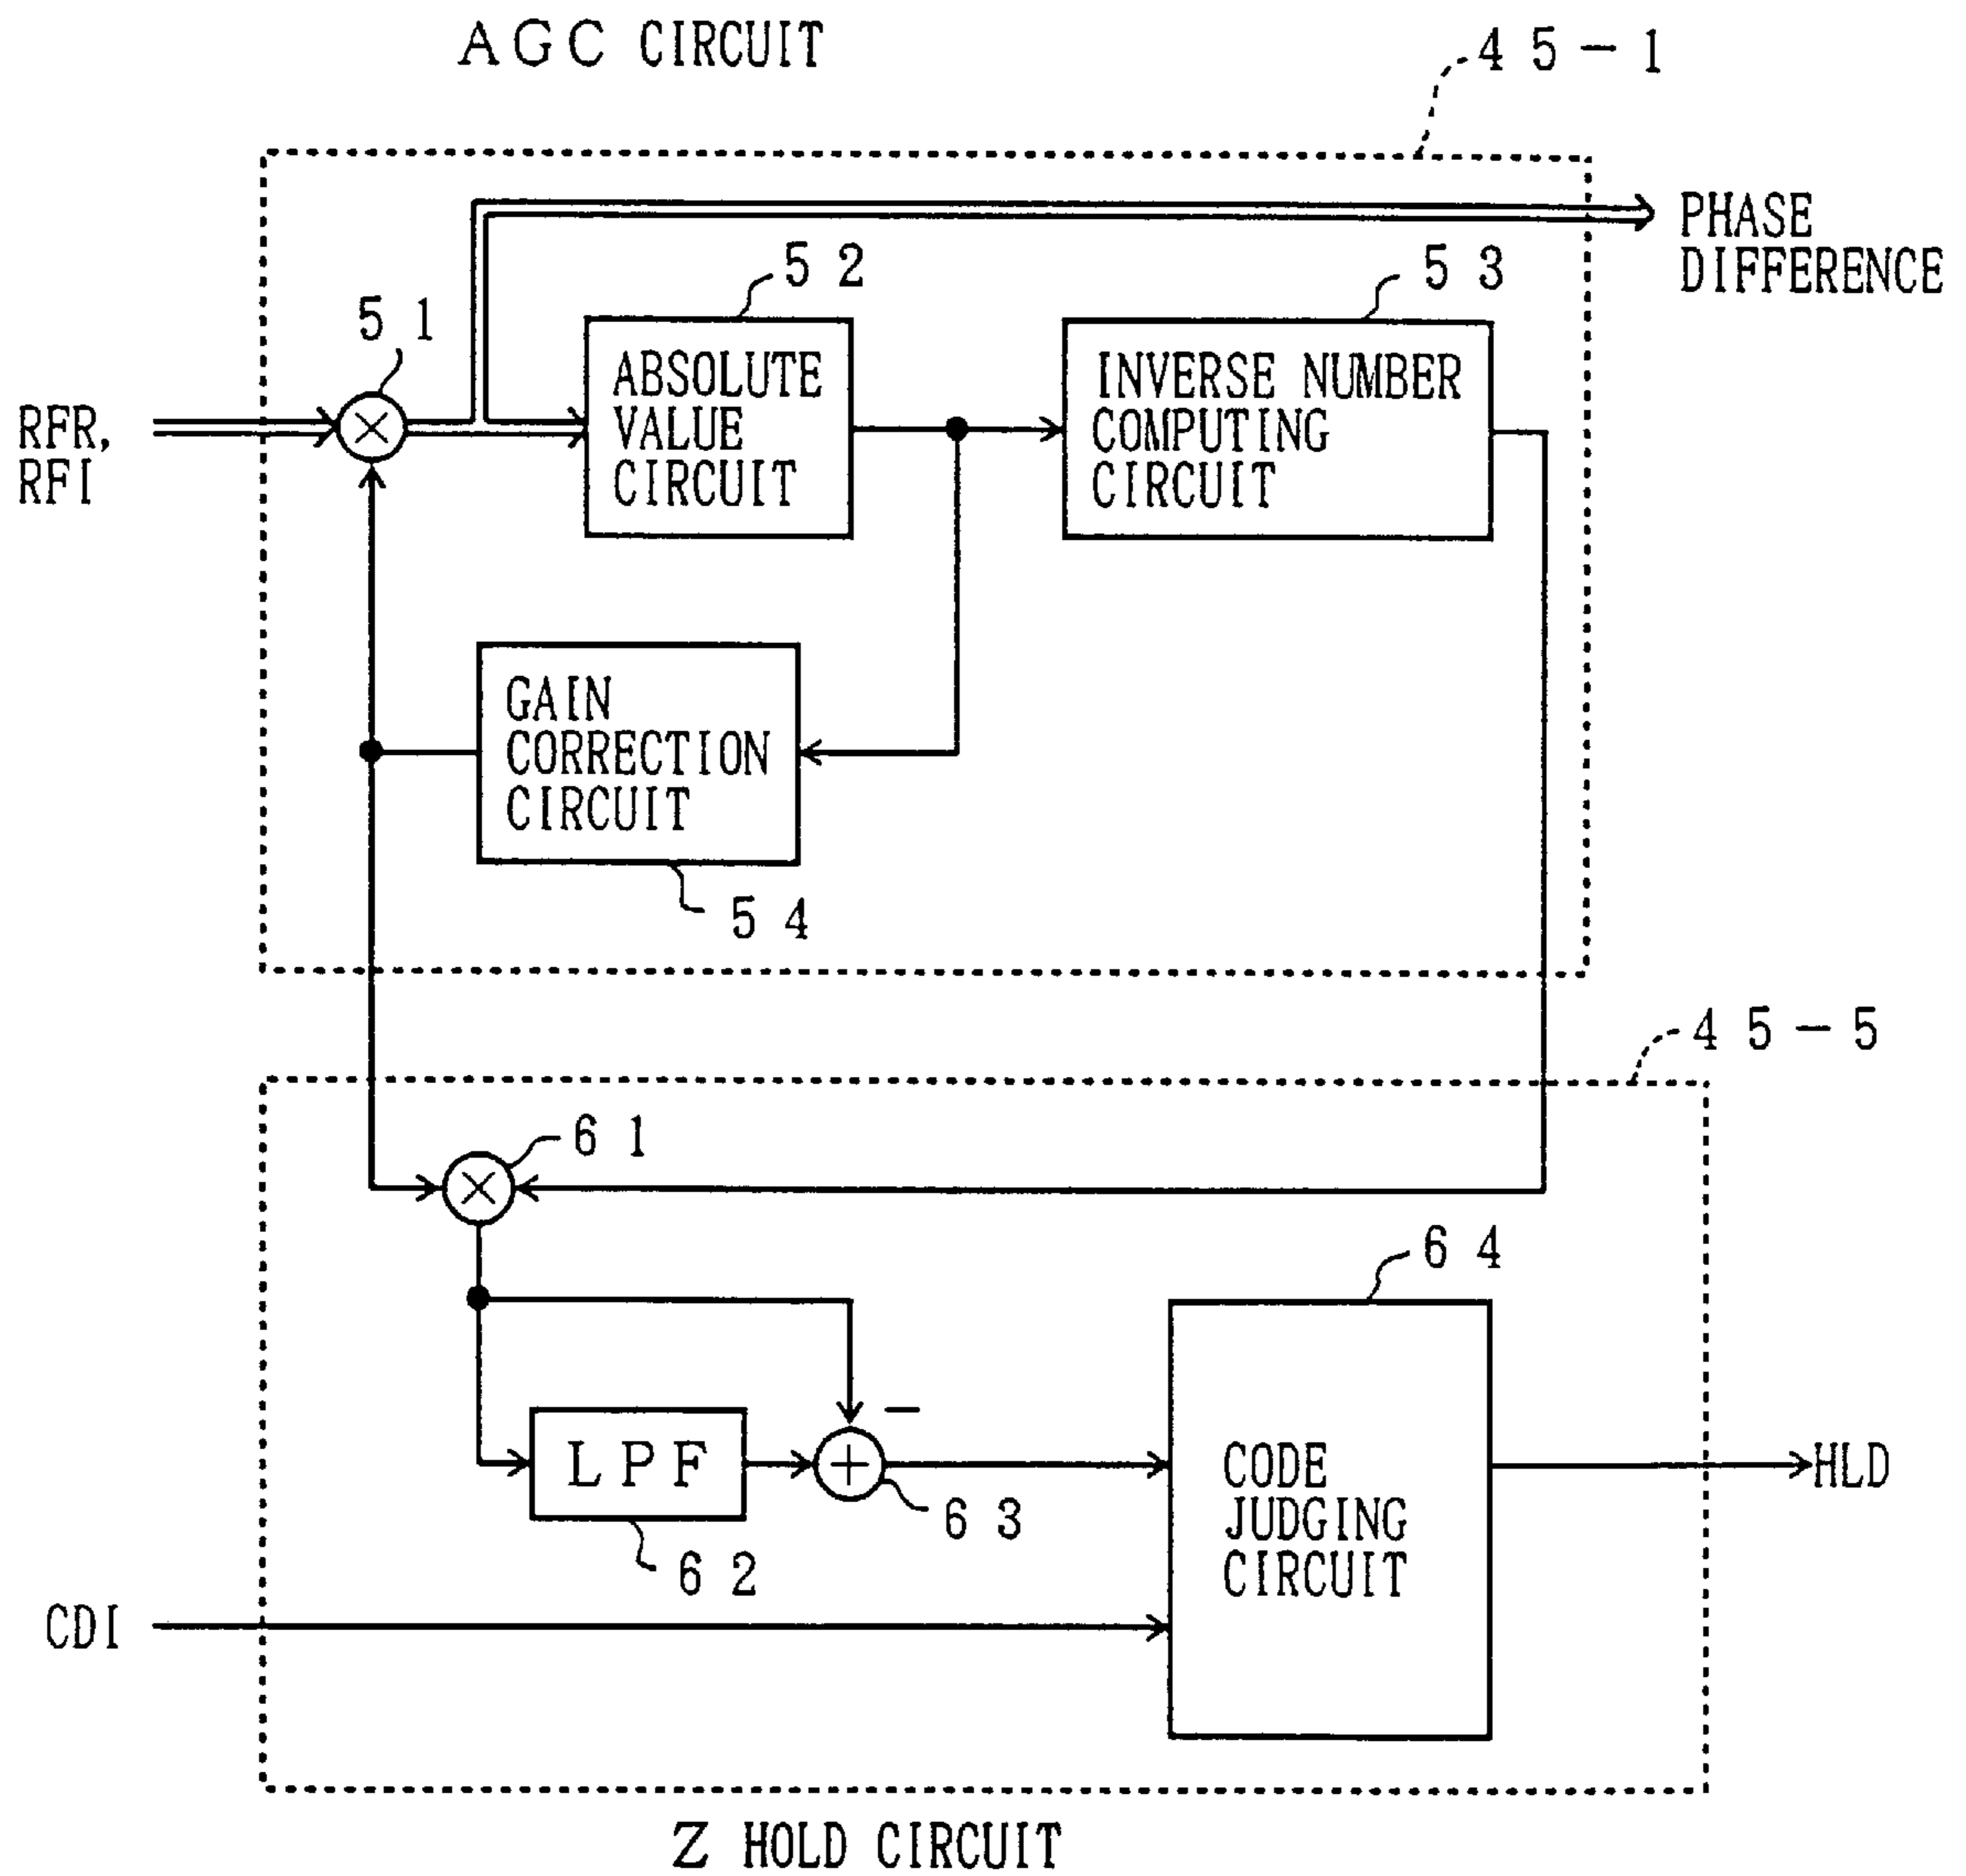 AGC CIRCUIT
45-1
PHASE
DIFFERENCE
52
53
51
ABSOLUTE
VALUE
CIRCUIT
INVERSE NUMBER
COMPUTING
CIRCUIT
RFR,
RFI
GAIN
CORRECTION
CIRCUIT
54
45-5
61
64
-
LPF
+
63
62
CODE
JUDGING
CIRCUIT
HLD
CDI
Z HOLD CIRCUIT